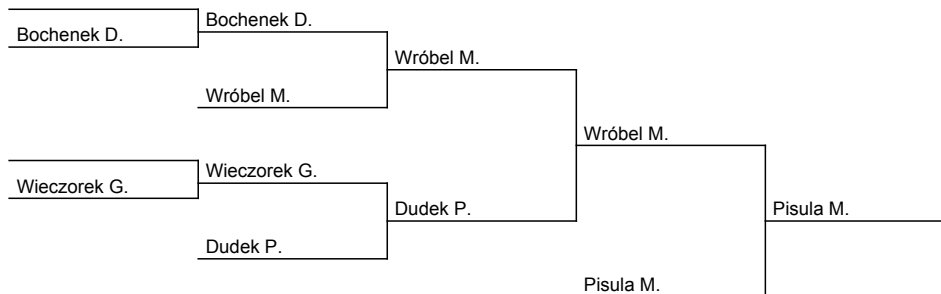 Bochenek D.
Bochenek D.
Wróbel M.
Wróbel M.
Wróbel M.
Wieczorek G.
Wieczorek G.
Dudek P.
Pisula M.
Dudek P.
Pisula M.